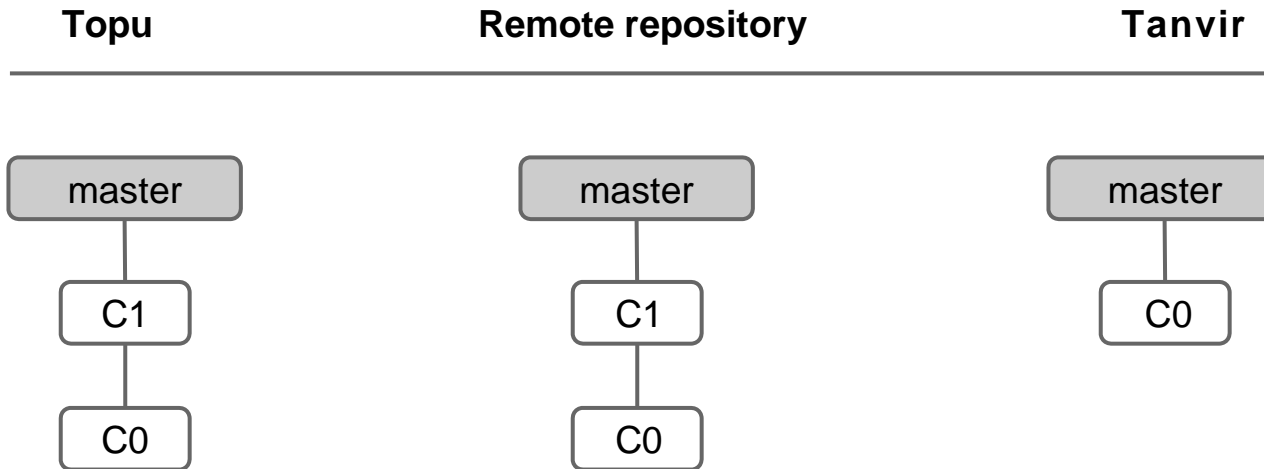 Topu Remote repository Tanvir
master master master
C1 C1 C0
C0 C0